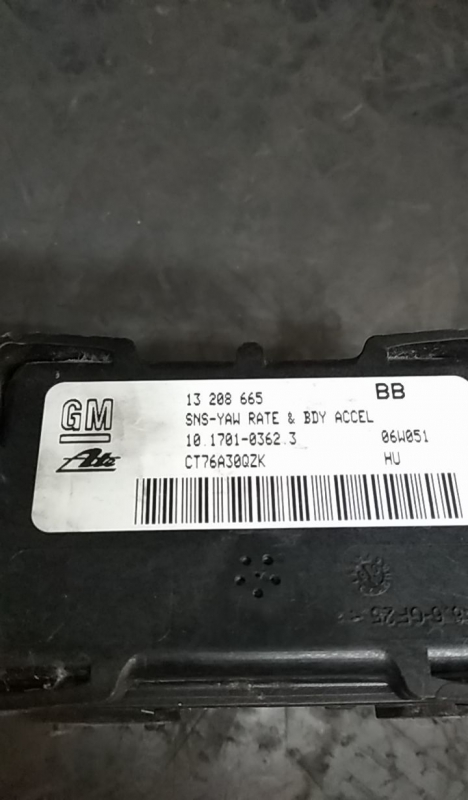 GM
13 208 665 BB
SNS-YAW RATE & BDY ACCEL
10.1701-0362.3 06W051
Ate
CT76A30QZK HU